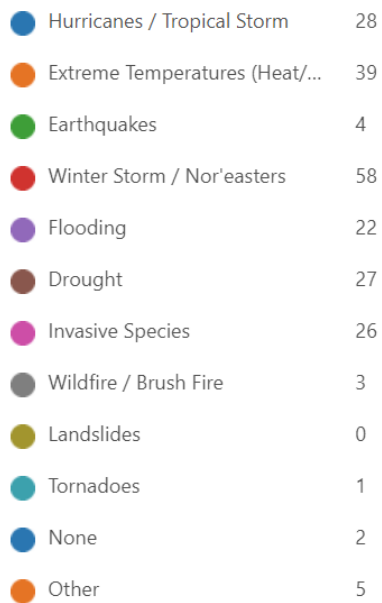 Hurricanes / Tropical Storm 28
Extreme Temperatures (Heat/... 39
Earthquakes 4
Winter Storm / Nor'easters 58
Flooding 22
Drought 27
Invasive Species 26
Wildfire / Brush Fire 3
Landslides 0
Tornadoes 1
None 2
Other 5